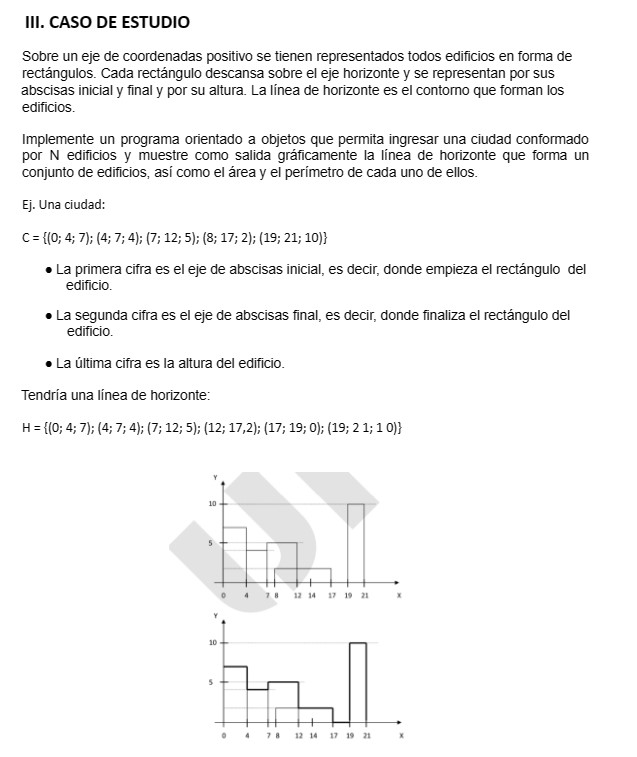 III. CASO DE ESTUDIO
Sobre un eje de coordenadas positivo se tienen representados todos edificios en forma de
rectángulos. Cada rectángulo descansa sobre el eje horizonte y se representan por sus
abscisas inicial y final y por su altura. La línea de horizonte es el contorno que forman los
edificios.
Implemente un programa orientado a objetos que permita ingresar una ciudad conformado
por N edificios y muestre como salida gráficamente la línea de horizonte que forma un
conjunto de edificios, así como el área y el perímetro de cada uno de ellos.
Ej. Una ciudad:
C = {(0; 4; 7); (4; 7; 4); (7; 12; 5); (8; 17; 2); (19; 21; 10)}
● La primera cifra es el eje de abscisas inicial, es decir, donde empieza el rectángulo del
edificio.
● La segunda cifra es el eje de abscisas final, es decir, donde finaliza el rectángulo del
edificio.
● La última cifra es la altura del edificio.
Tendría una línea de horizonte:
H = {(0; 4; 7); (4; 7; 4); (7; 12; 5); (12; 17,2); (17; 19; 0); (19; 2 1; 1 0)}
Y
10
5
0 4 7 8 12 14 17 19 21 X
Y
10
5
0 4 7 8 12 14 17 19 21 X